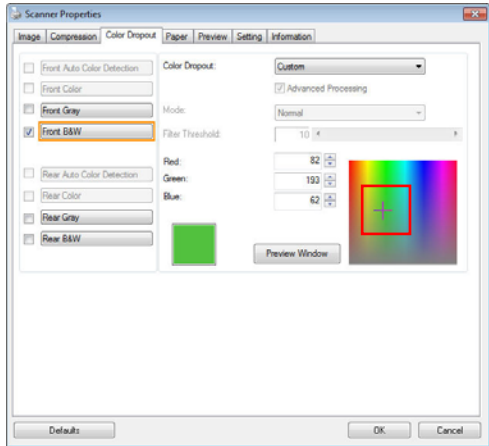 Scanner Properties
Image Compression Color Dropout Paper Preview Setting Information
Front Auto Color Detection
Front Color
Front Gray
Front B&W
Rear Auto Color Detection
Rear Color
Rear Gray
Rear B&W
Color Dropout: Custom
Advanced Processing
Mode: Normal
Filter Threshold: 10
Red: 82
Green: 193
Blue: 62
Preview Window
Defaults OK Cancel